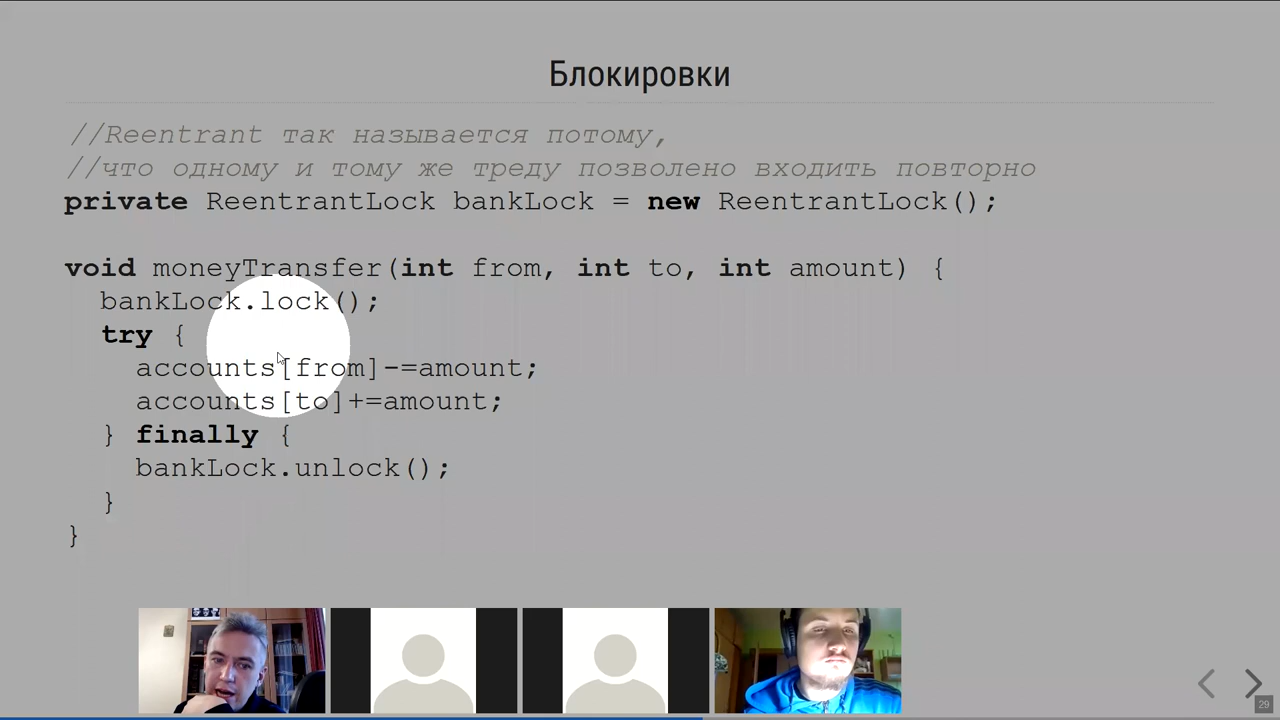 Блокировки
//Reentrant так называется потому,
//что одному и тому же треду позволено входить повторно
private ReentrantLock bankLock = new ReentrantLock();
void moneyTransfer(int from, int to, int amount) {
bankLock.lock();
try {
accounts[from]-=amount;
accounts[to]+=amount;
} finally {
bankLock.unlock();
}
}
29